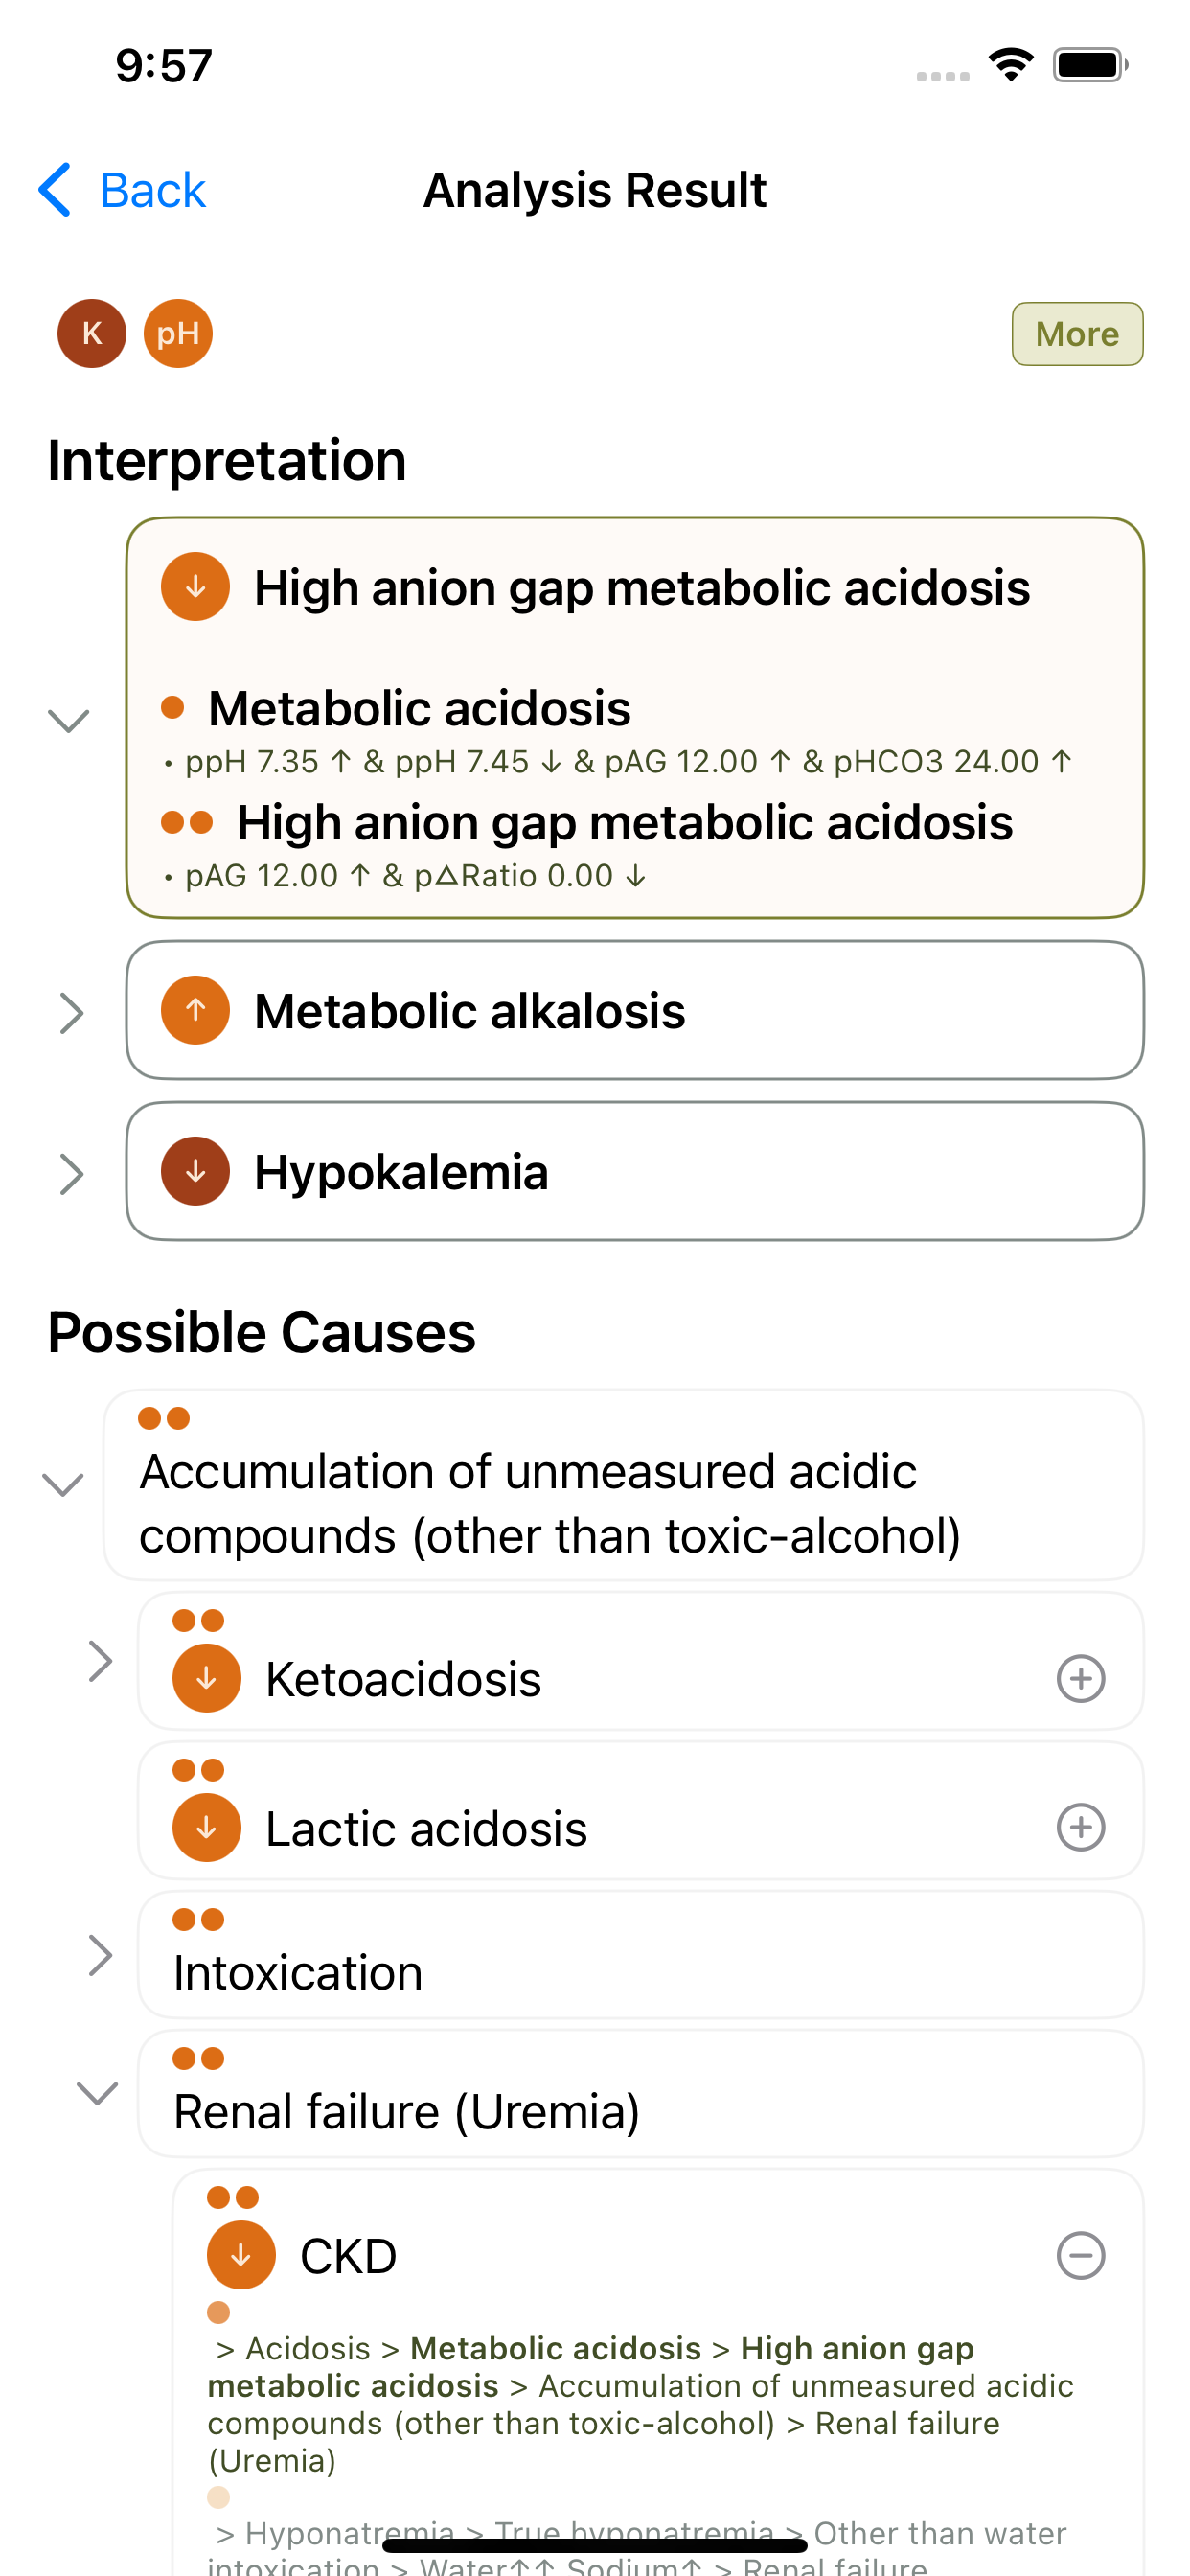 9:57
Back
Analysis Result
K pH
More
Interpretation
↓ High anion gap metabolic acidosis
Metabolic acidosis
• ppH 7.35 ↑ & ppH 7.45 ↓ & pAG 12.00 ↑ & pHCO3 24.00 ↑
High anion gap metabolic acidosis
• pAG 12.00 ↑ & p△Ratio 0.00 ↓
↑ Metabolic alkalosis
↓ Hypokalemia
Possible Causes
Accumulation of unmeasured acidic
compounds (other than toxic-alcohol)
↓ Ketoacidosis
↓ Lactic acidosis
Intoxication
Renal failure (Uremia)
↓ CKD
> Acidosis > Metabolic acidosis > High anion gap
metabolic acidosis > Accumulation of unmeasured acidic
compounds (other than toxic-alcohol) > Renal failure
(Uremia)
> Hyponatremia > True hyponatremia > Other than water
intoxication > Water↑↑ Sodium↑ > Renal failure